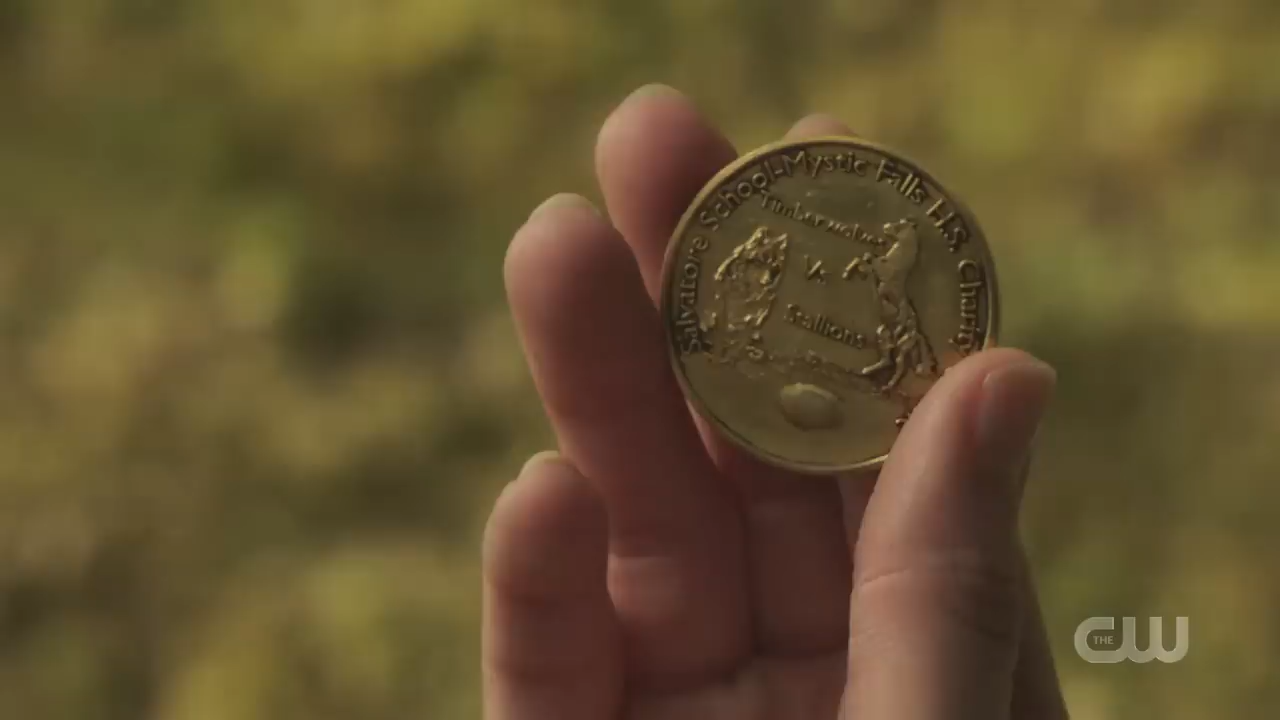 Salvatore School-Mystic Falls H.S. Charity
Timberwolves
vs.
Stallions
THE CW